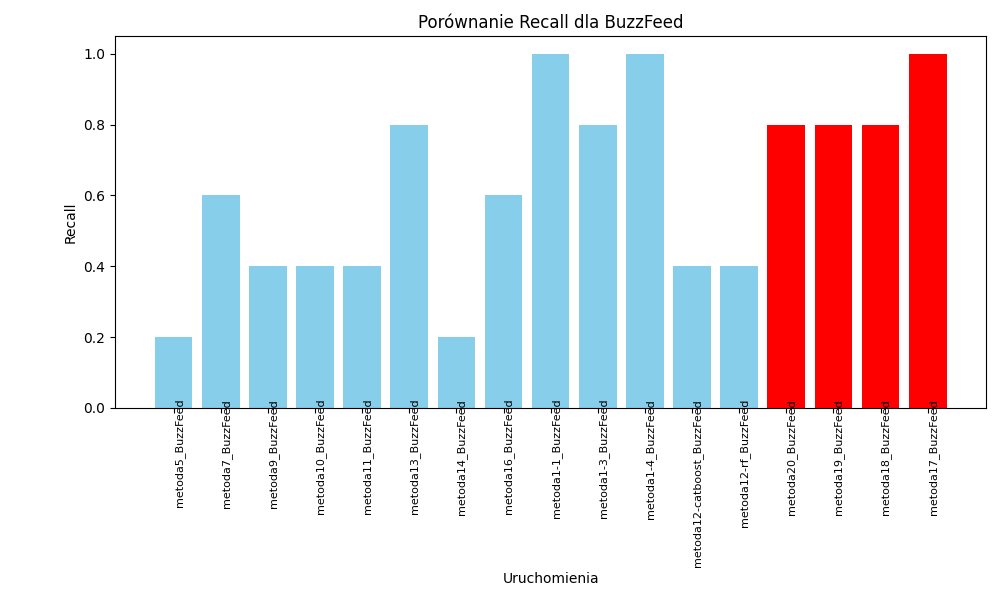 Porównanie Recall dla BuzzFeed
Recall
1.0
0.8
0.6
0.4
0.2
0.0
metoda5_BuzzFeed
metoda7_BuzzFeed
metoda9_BuzzFeed
metoda10_BuzzFeed
metoda11_BuzzFeed
metoda13_BuzzFeed
metoda14_BuzzFeed
metoda16_BuzzFeed
metoda1-1_BuzzFeed
metoda1-3_BuzzFeed
metoda1-4_BuzzFeed
metoda12-catboost_BuzzFeed
metoda12-rf_BuzzFeed
metoda20_BuzzFeed
metoda19_BuzzFeed
metoda18_BuzzFeed
metoda17_BuzzFeed
Uruchomienia